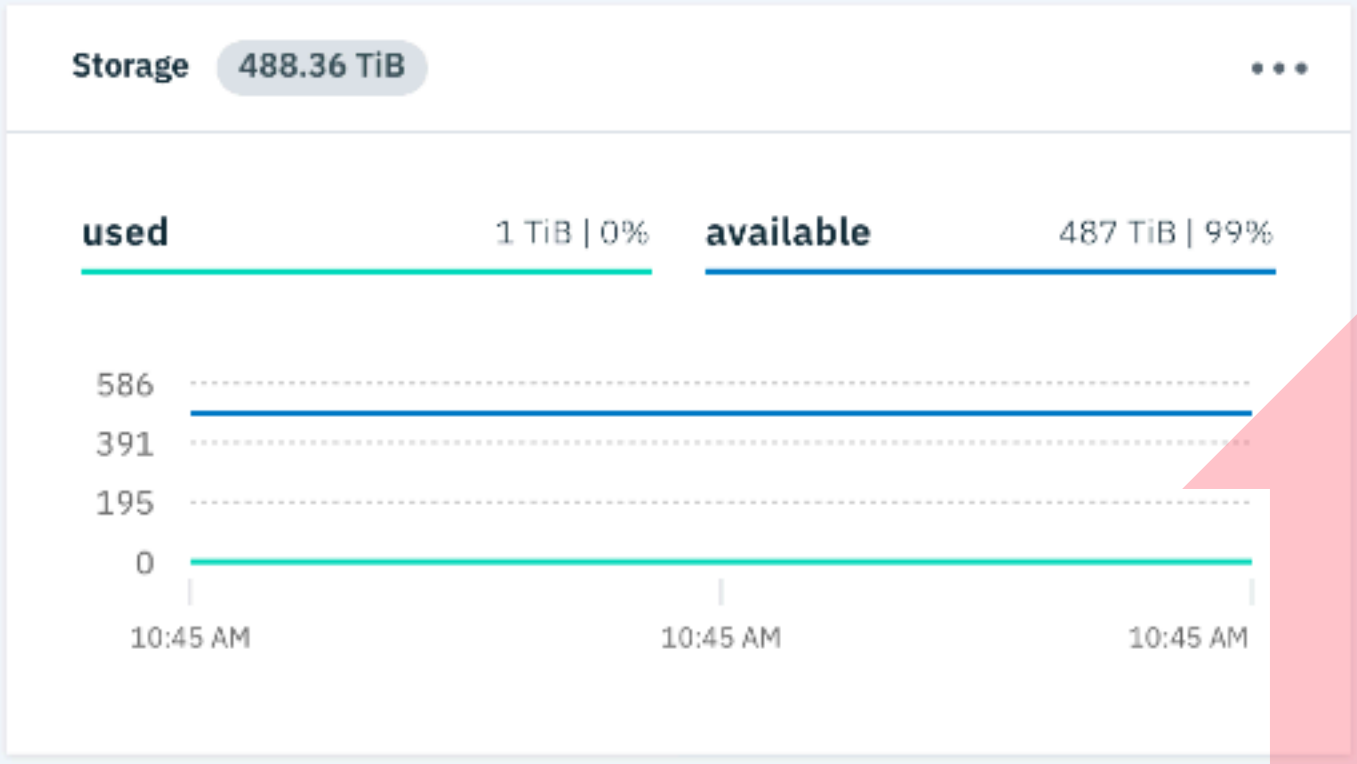 Storage 488.36 TiB
used 1 TiB | 0% available 487 TiB | 99%
586
391
195
0
10:45 AM 10:45 AM 10:45 AM